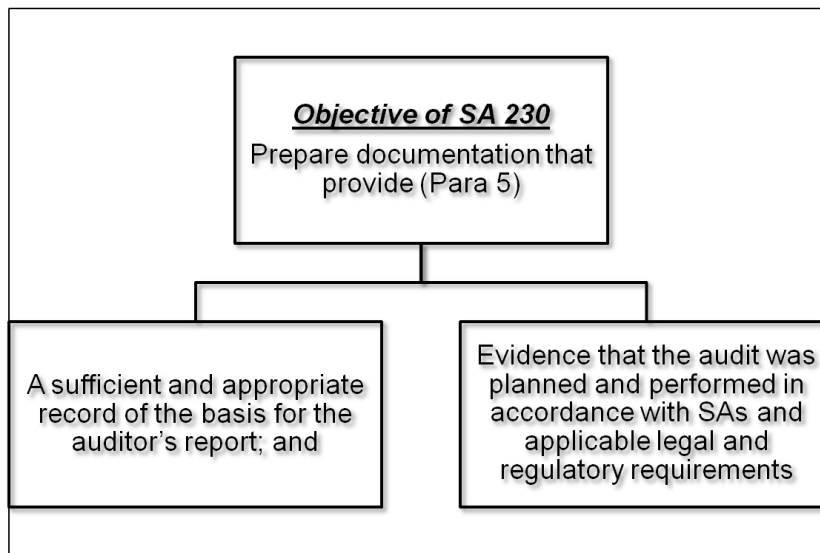 Objective of SA 230
Prepare documentation that
provide (Para 5)
A sufficient and appropriate
record of the basis for the
auditor's report; and
Evidence that the audit was
planned and performed in
accordance with SAs and
applicable legal and
regulatory requirements